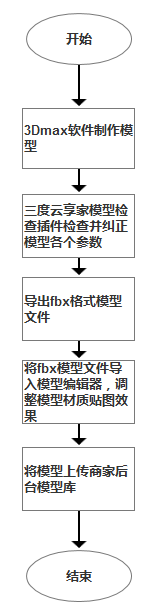 开始
3Dmax软件制作模
型
三度云享家模型检
查插件检查并纠正
模型各个参数
导出fbx格式模型
文件
将fbx模型文件导
入模型编辑器，调
整模型材质贴图效
果
将模型上传商家后
台模型库
结束